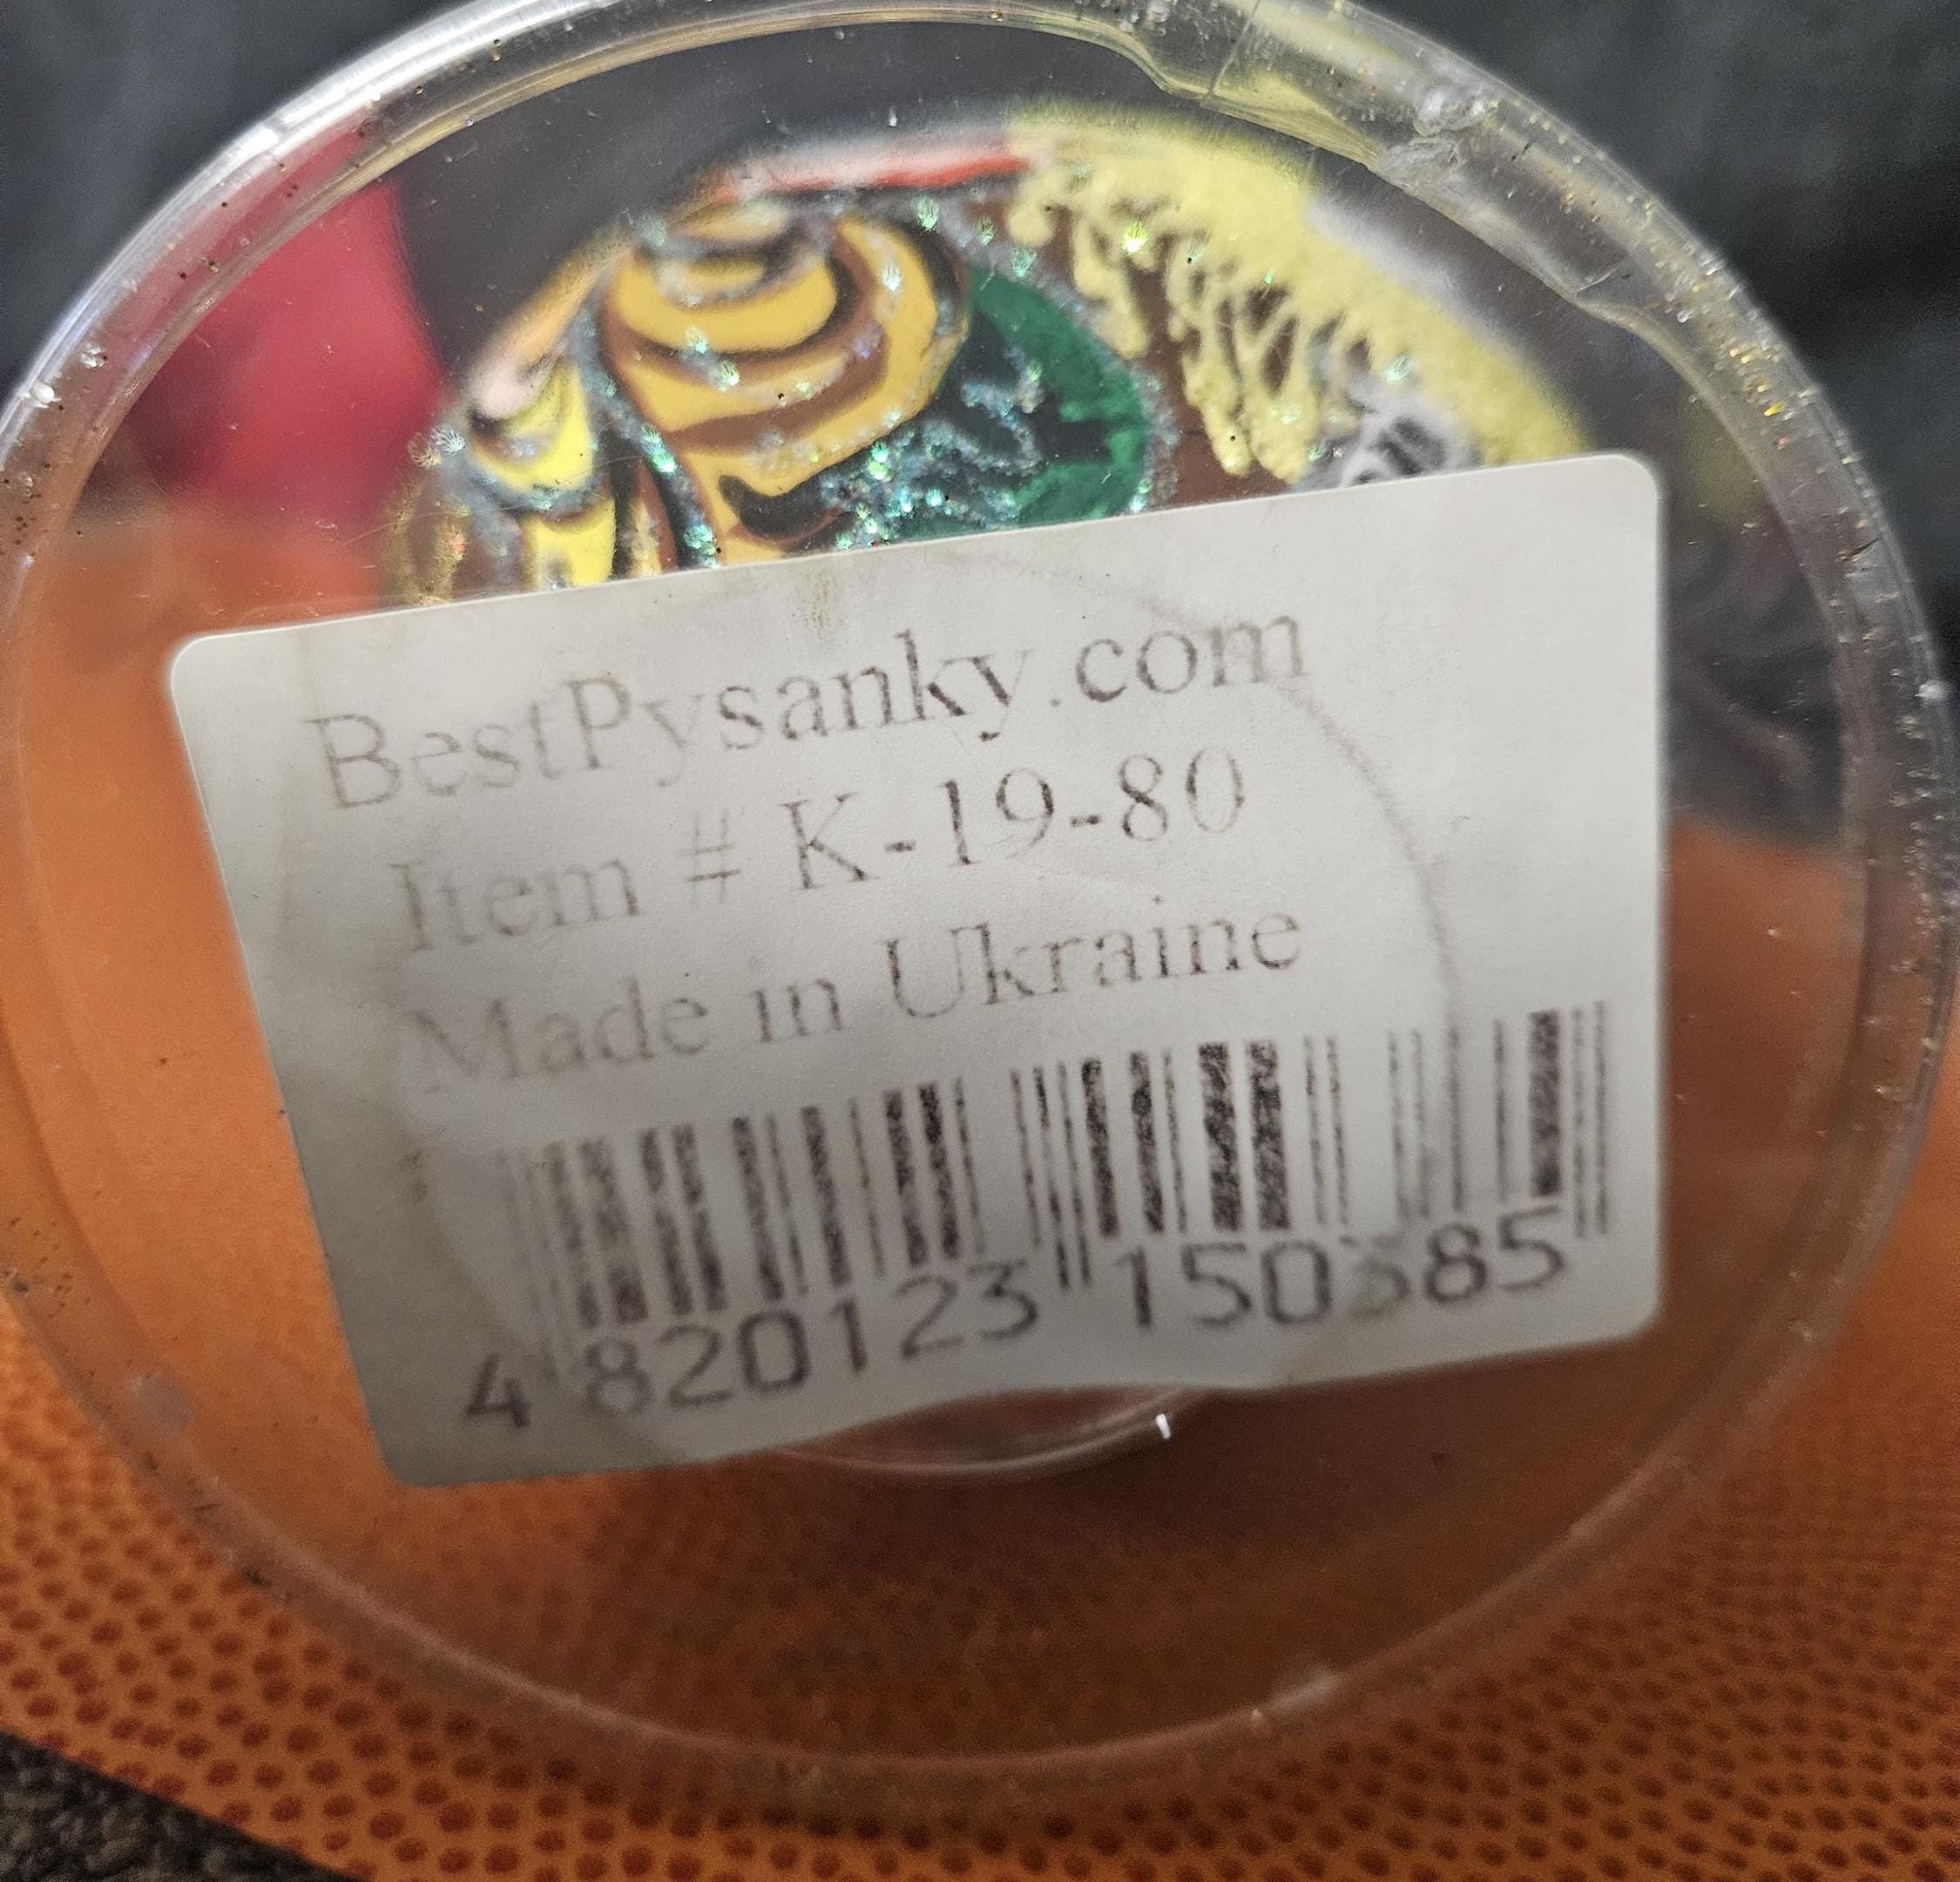 BestPysanky.com
Item # K-19-80
Made in Ukraine
4 820123 150385